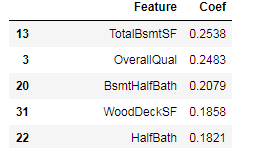 Feature Coef
13 TotalBsmtSF 0.2538
3 OverallQual 0.2483
20 BsmtHalfBath 0.2079
31 WoodDeckSF 0.1858
22 HalfBath 0.1821